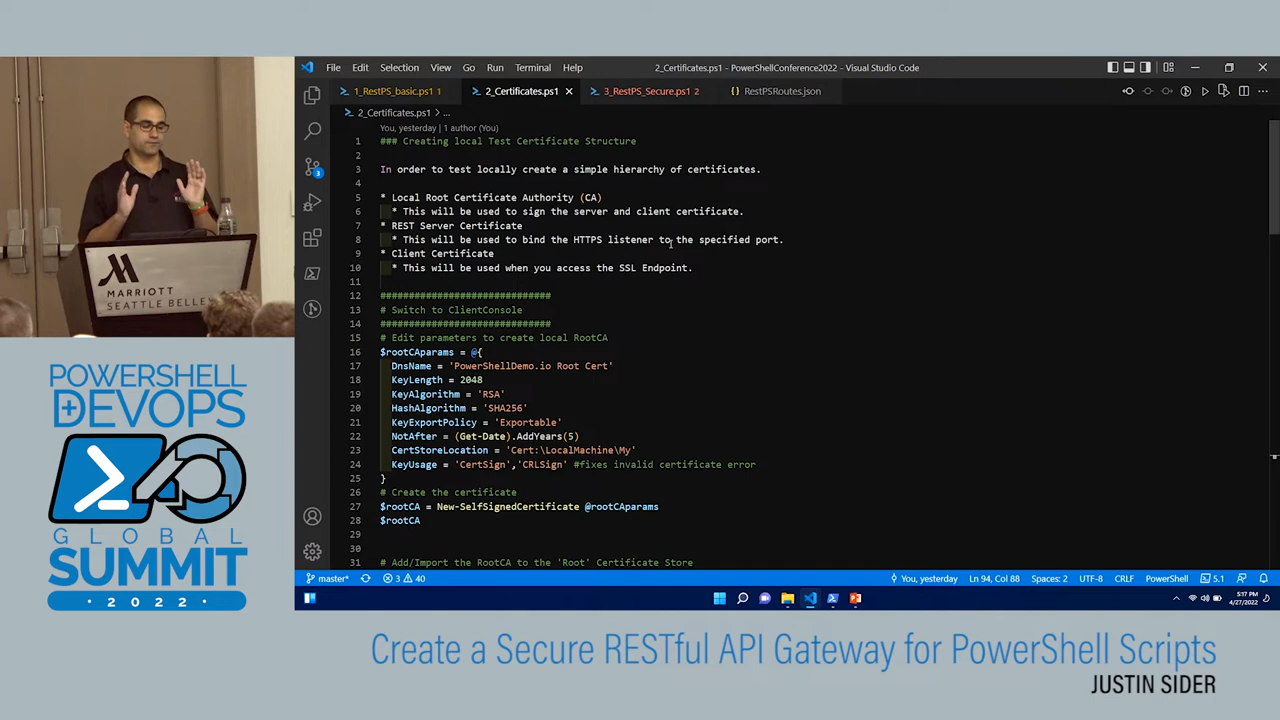 File Edit Selection View Go Run Terminal Help
2_Certificates.ps1 - PowerShellConference2022 - Visual Studio Code
1_RestPS_basic.ps1 1
2_Certificates.ps1
3_RestPS_Secure.ps1 2
RestPSRoutes.json
2_Certificates.ps1 > ...
You, yesterday | 1 author (You)
1 ### Creating local Test Certificate Structure
2
3 In order to test locally create a simple hierarchy of certificates.
4
5 * Local Root Certificate Authority (CA)
6 * This will be used to sign the server and client certificate.
7 * REST Server Certificate
8 * This will be used to bind the HTTPS listener to the specified port.
9 * Client Certificate
10 * This will be used when you access the SSL Endpoint.
11
12 ##############################
13 # Switch to ClientConsole
14 ##############################
15 # Edit parameters to create local RootCA
16 $rootCAparams = @{
17 DnsName = 'PowerShellDemo.io Root Cert'
18 KeyLength = 2048
19 KeyAlgorithm = 'RSA'
20 HashAlgorithm = 'SHA256'
21 KeyExportPolicy = 'Exportable'
22 NotAfter = (Get-Date).AddYears(5)
23 CertStoreLocation = 'Cert:\LocalMachine\My'
24 KeyUsage = 'CertSign','CRLSign' #fixes invalid certificate error
25 }
26 # Create the certificate
27 $rootCA = New-SelfSignedCertificate @rootCAparams
28 $rootCA
29
30
31 # Add/Import the RootCA to the 'Root' Certificate Store
3
master* 3 40 You, yesterday Ln 94, Col 88 Spaces: 2 UTF-8 CRLF PowerShell 5.1
5:17 PM
4/27/2022
MARRIOTT
SEATTLE BELLE
POWERSHELL
DEVOPS
GLOBAL
SUMMIT
2022
Create a Secure RESTful API Gateway for PowerShell Scripts
JUSTIN SIDER